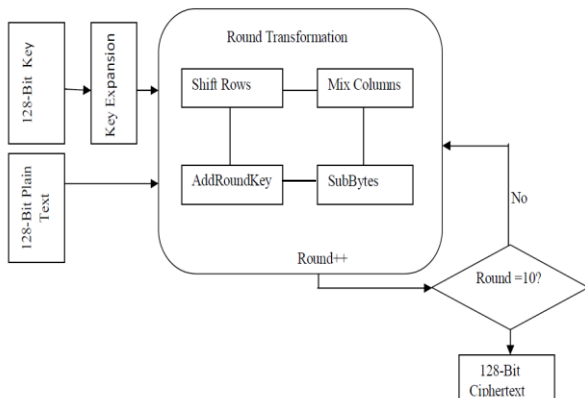 128-Bit Key
Key Expansion
128-Bit Plain
Text
Round Transformation
Shift Rows
Mix Columns
AddRoundKey
SubBytes
Round++
No
Round =10?
128-Bit
Ciphertext